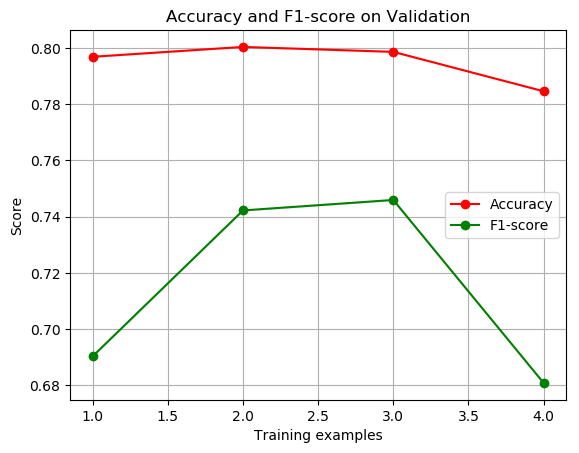 Accuracy and F1-score on Validation
0.80
0.78
0.76
0.74
0.72
0.70
0.68
Score
Accuracy
F1-score
1.0 1.5 2.0 2.5 3.0 3.5 4.0
Training examples